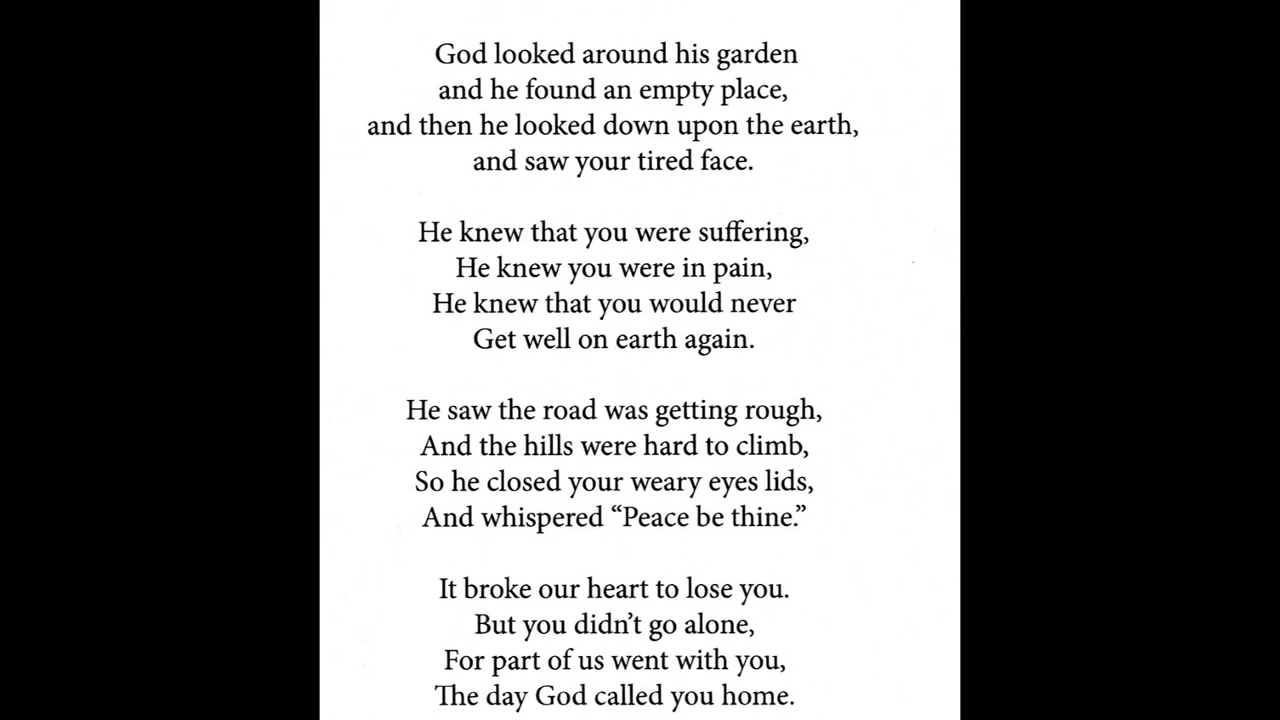 God looked around his garden
and he found an empty place,
and then he looked down upon the earth,
and saw your tired face.
He knew that you were suffering,
He knew you were in pain,
He knew that you would never
Get well on earth again.
He saw the road was getting rough,
And the hills were hard to climb,
So he closed your weary eyes lids,
And whispered “Peace be thine.”
It broke our heart to lose you.
But you didn’t go alone,
For part of us went with you,
The day God called you home.